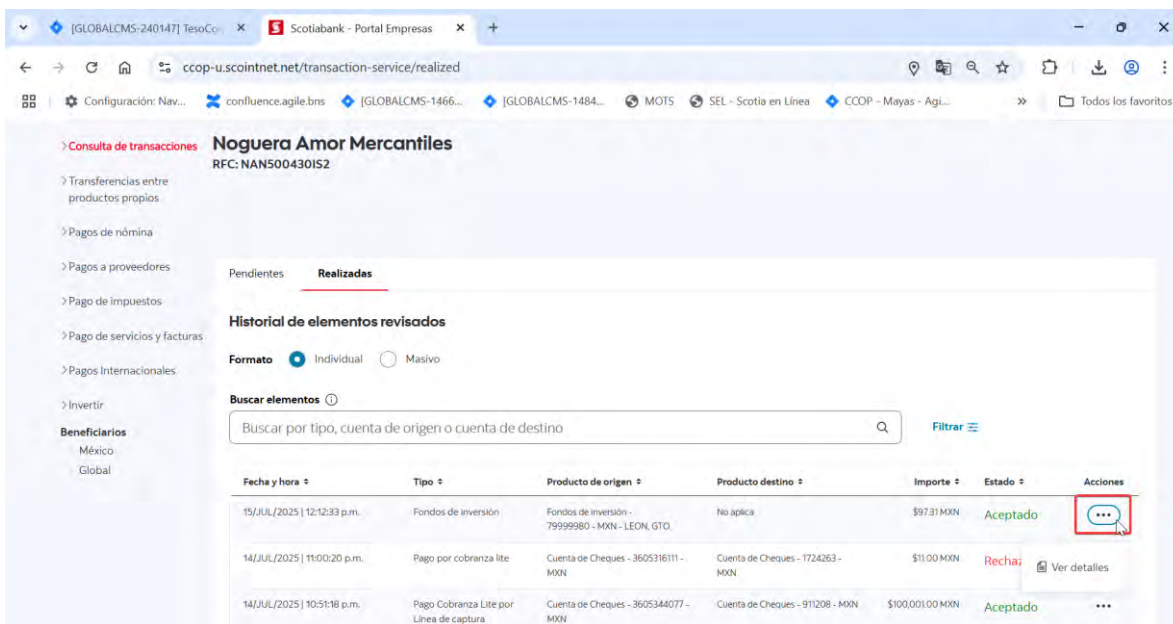 [GLOBALCMS-240147] TesoCo
Scotiabank - Portal Empresas
ccop-u.scointnet.net/transaction-service/realized
Configuración: Nav...
confluence.agile.bns
[GLOBALCMS-1466...
[GLOBALCMS-1484...
MOTS
SEL - Scotia en Línea
CCOP - Mayas - Agi...
»
Todos los favoritos
Consulta de transacciones
Transferencias entre
productos propios
Pagos de nómina
Pagos a proveedores
Pago de impuestos
Pago de servicios y facturas
Pagos Internacionales
Invertir
Beneficiarios
México
Global
Noguera Amor Mercantiles
RFC: NAN500430IS2
Pendientes
Realizadas
Historial de elementos revisados
Formato Individual Masivo
Buscar elementos
Buscar por tipo, cuenta de origen o cuenta de destino
Filtrar
Fecha y hora Tipo Producto de origen Producto destino Importe Estado Acciones
15/JUL/2025 | 12:12:33 p.m. Fondos de inversión Fondos de inversión - No aplica $97.31 MXN Aceptado ...
79999980 - MXN - LEON, GTO.
14/JUL/2025 | 11:00:20 p.m. Pago por cobranza lite Cuenta de Cheques - 3605316111 - Cuenta de Cheques - 1724263 - $11.00 MXN Rechaz
MXN MXN
Ver detalles
14/JUL/2025 | 10:51:18 p.m. Pago Cobranza Lite por Cuenta de Cheques - 3605344077 - Cuenta de Cheques - 911208 - MXN $100,001.00 MXN Aceptado ...
Línea de captura MXN